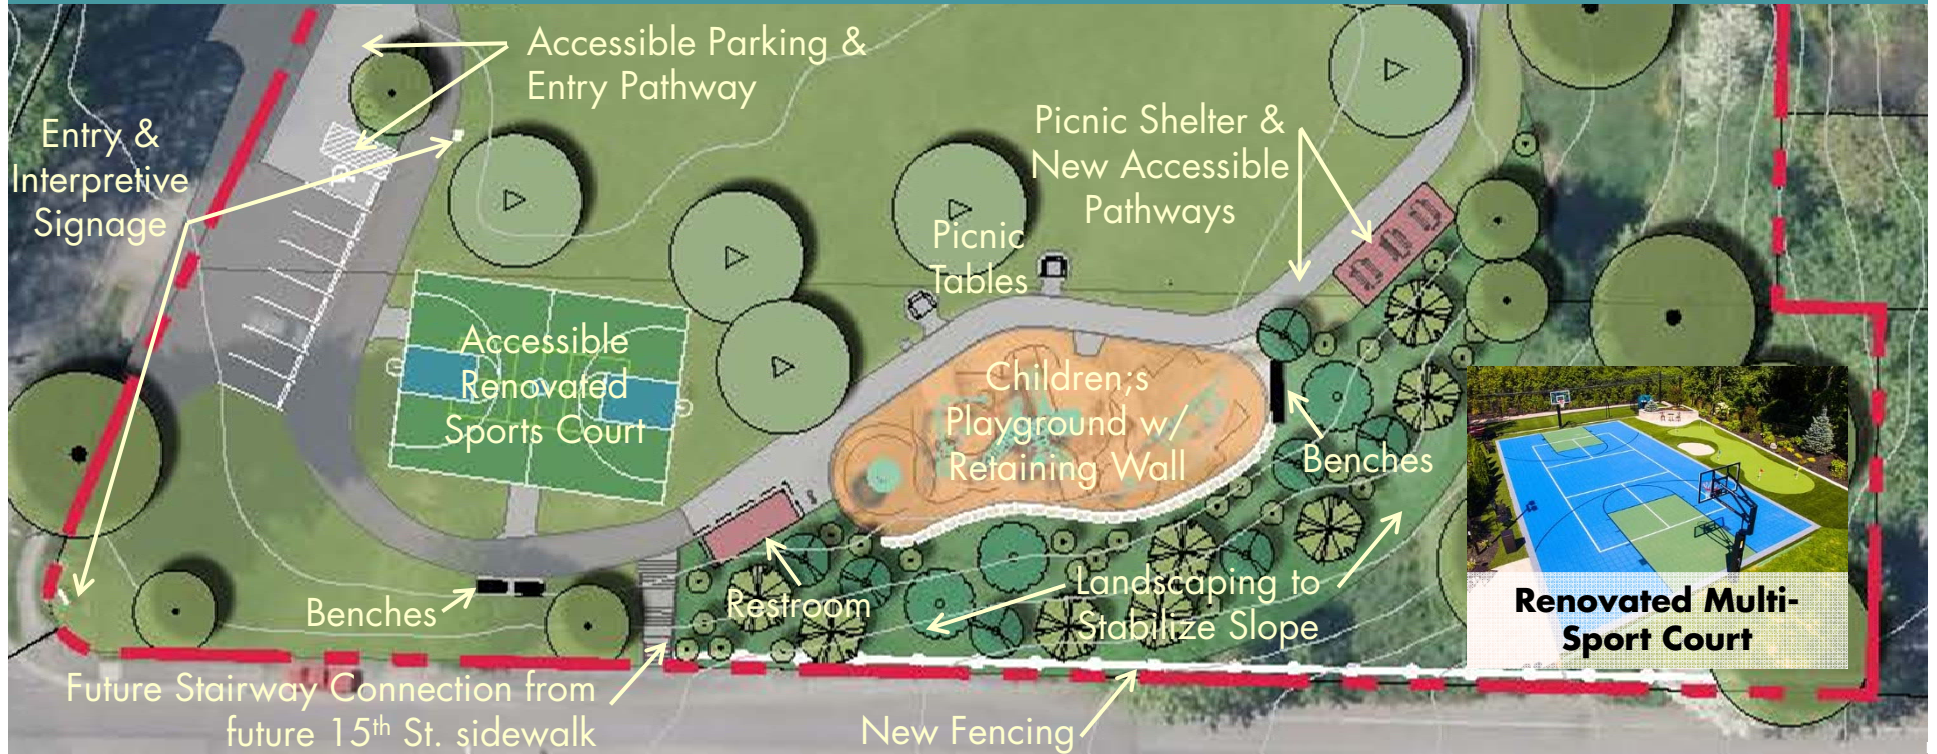 Accessible Parking &
Entry Pathway
Entry &
Interpretive
Signage
Picnic Shelter &
New Accessible
Pathways
Picnic
Tables
Accessible
Renovated
Sports Court
Children;s
Playground w/
Retaining Wall
Benches
Renovated Multi-
Sport Court
Benches
Restroom
Landscaping to
Stabilize Slope
Future Stairway Connection from
future 15th St. sidewalk
New Fencing